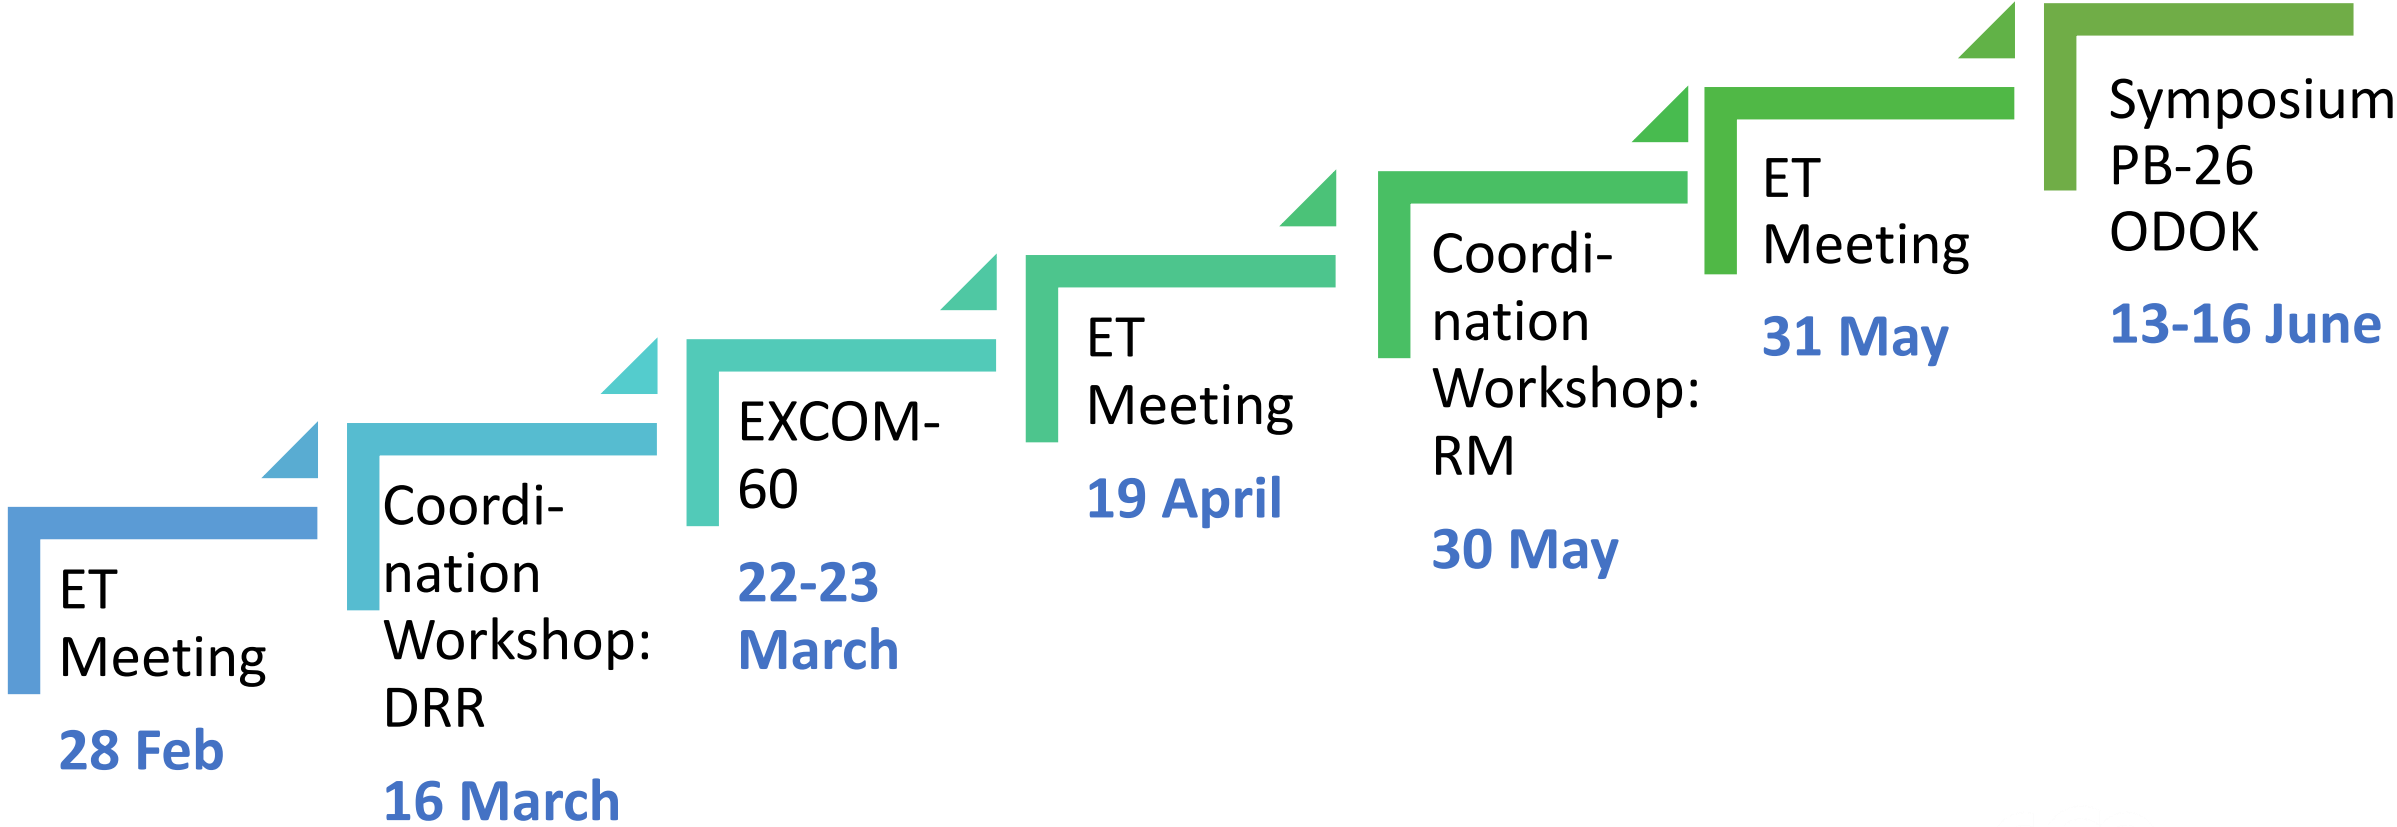 ET
Meeting
28 Feb
Coordi-
nation
Workshop:
DRR
16 March
EXCOM-
60
22-23
March
ET
Meeting
19 April
Coordi-
nation
Workshop:
RM
30 May
ET
Meeting
31 May
Symposium
PB-26
ODOK
13-16 June